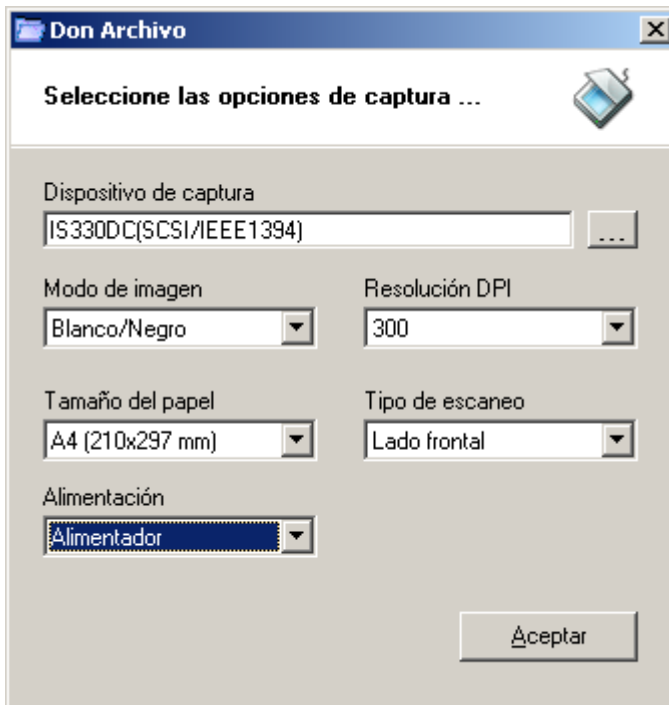 Don Archivo
Seleccione las opciones de captura ...
Dispositivo de captura
IS330DC(SCSI/IEEE1394)
...
Modo de imagen
Resolución DPI
Blanco/Negro
300
Tamaño del papel
Tipo de escaneo
A4 (210x297 mm)
Lado frontal
Alimentación
Alimentador
Aceptar